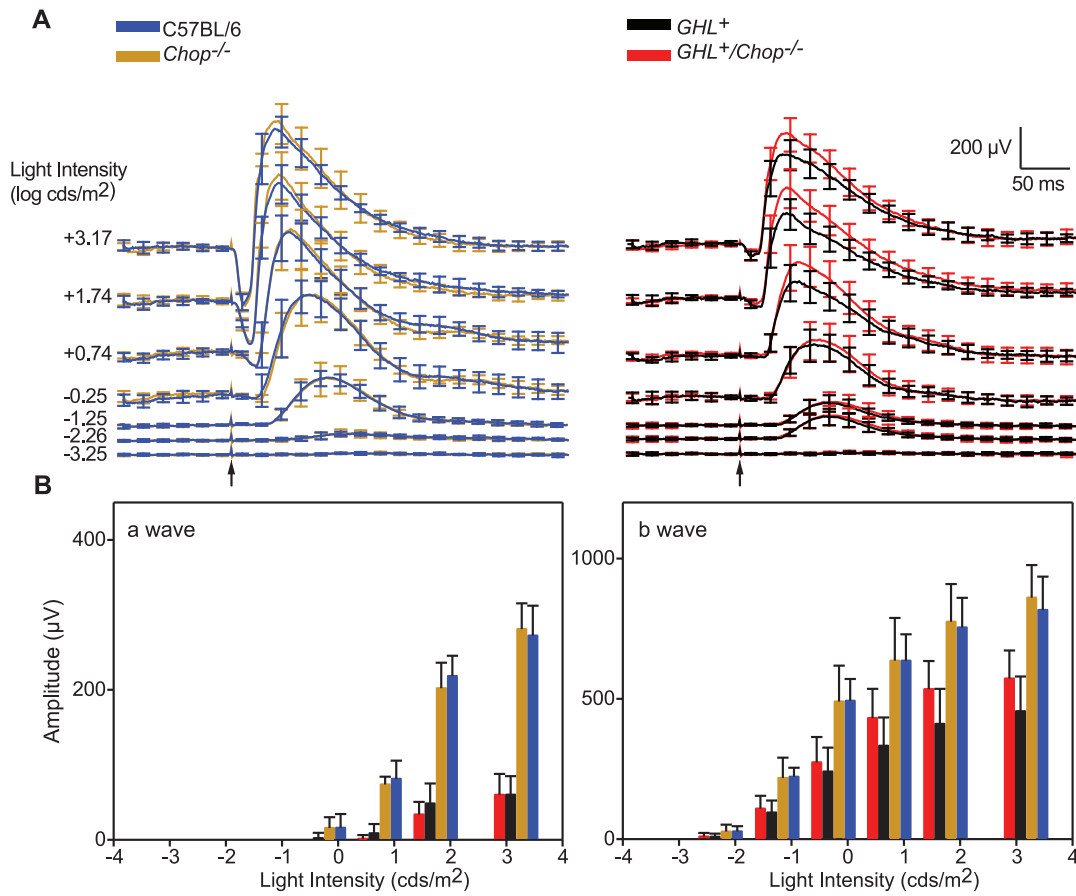 A
C57BL/6
Chop-/-
GHL+
GHL+/Chop-/-
Light Intensity
(log cds/m2)
200 µV
50 ms
+3.17
+1.74
+0.74
-0.25
-1.25
-2.26
-3.25
B
a wave
b wave
400
200
0
Amplitude (µV)
1000
500
0
-4 -3 -2 -1 0 1 2 3 4
-4 -3 -2 -1 0 1 2 3 4
Light Intensity (cds/m2)
Light Intensity (cds/m2)